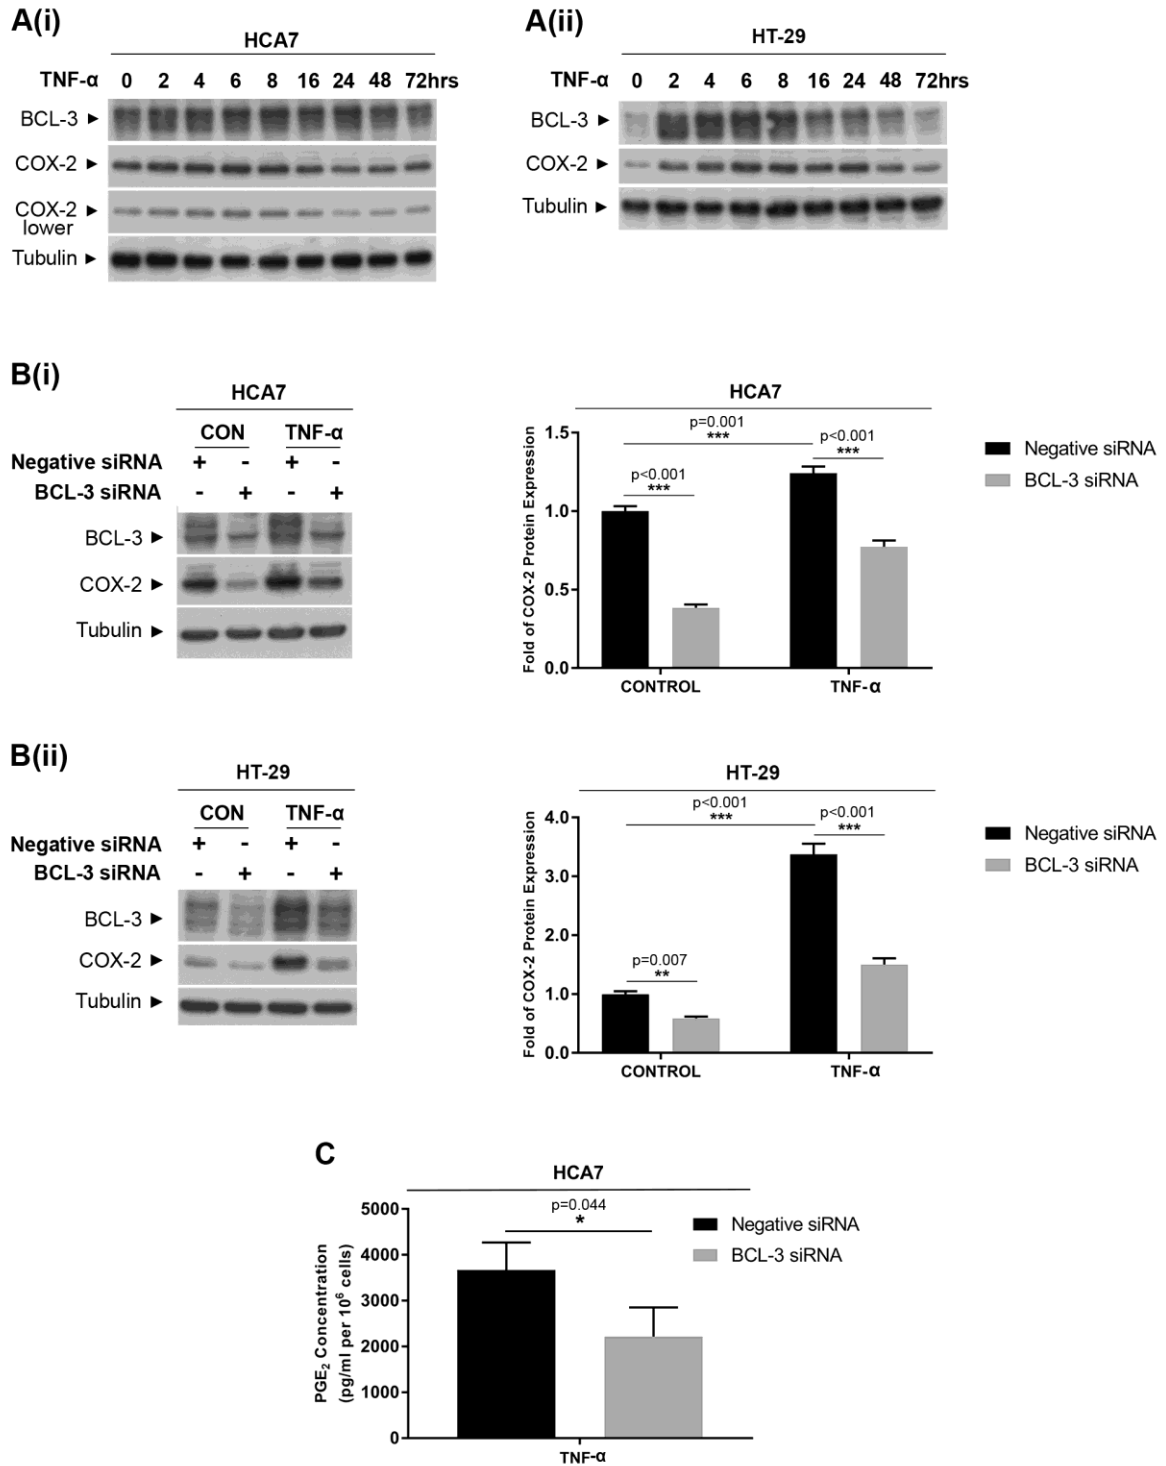 A(i)
HCA7
TNF-α 0 2 4 6 8 16 24 48 72hrs
BCL-3 ►
COX-2 ►
COX-2 ►
lower
Tubulin ►
A(ii)
HT-29
TNF-α 0 2 4 6 8 16 24 48 72hrs
BCL-3 ►
COX-2 ►
Tubulin ►
B(i)
HCA7
CON TNF-α
Negative siRNA + - + -
BCL-3 siRNA - + - +
BCL-3 ►
COX-2 ►
Tubulin ►
HCA7
Fold of COX-2 Protein Expression
1.5
1.0
0.5
0.0
p=0.001
***
p<0.001
***
p<0.001
***
CONTROL TNF-α
Negative siRNA
BCL-3 siRNA
B(ii)
HT-29
CON TNF-α
Negative siRNA + - + -
BCL-3 siRNA - + - +
BCL-3 ►
COX-2 ►
Tubulin ►
HT-29
Fold of COX-2 Protein Expression
4.0
3.0
2.0
1.0
0.0
p<0.001
***
p<0.001
***
p=0.007
**
CONTROL TNF-α
Negative siRNA
BCL-3 siRNA
C
HCA7
PGE₂ Concentration
(pg/ml per 10⁶ cells)
5000
4000
3000
2000
1000
0
p=0.044
*
TNF-α
Negative siRNA
BCL-3 siRNA